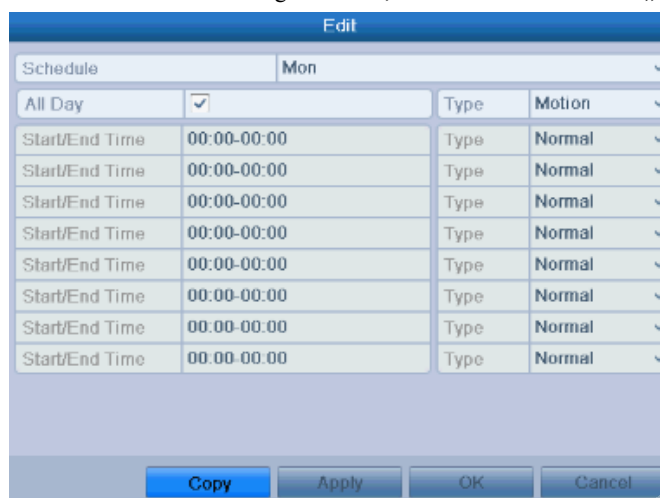 Edit
Schedule Mon
All Day Type Motion
Start/End Time 00:00-00:00 Type Normal
Start/End Time 00:00-00:00 Type Normal
Start/End Time 00:00-00:00 Type Normal
Start/End Time 00:00-00:00 Type Normal
Start/End Time 00:00-00:00 Type Normal
Start/End Time 00:00-00:00 Type Normal
Start/End Time 00:00-00:00 Type Normal
Start/End Time 00:00-00:00 Type Normal
Copy Apply OK Cancel